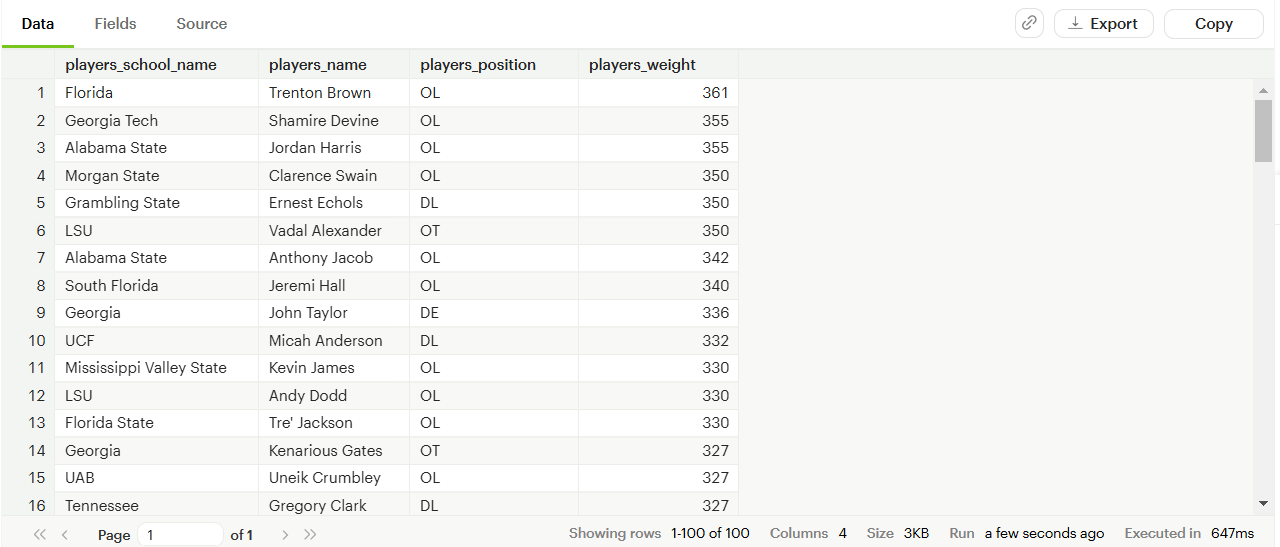 Data Fields Source Export Copy
players_school_name players_name players_position players_weight
1 Florida Trenton Brown OL 361
2 Georgia Tech Shamire Devine OL 355
3 Alabama State Jordan Harris OL 355
4 Morgan State Clarence Swain OL 350
5 Grambling State Ernest Echols DL 350
6 LSU Vadal Alexander OT 350
7 Alabama State Anthony Jacob OL 342
8 South Florida Jeremi Hall OL 340
9 Georgia John Taylor DE 336
10 UCF Micah Anderson DL 332
11 Mississippi Valley State Kevin James OL 330
12 LSU Andy Dodd OL 330
13 Florida State Tre' Jackson OL 330
14 Georgia Kenarious Gates OT 327
15 UAB Uneik Crumbley OL 327
16 Tennessee Gregory Clark DL 327
Page 1 of 1 Showing rows 1-100 of 100 Columns 4 Size 3KB Run a few seconds ago Executed in 647ms